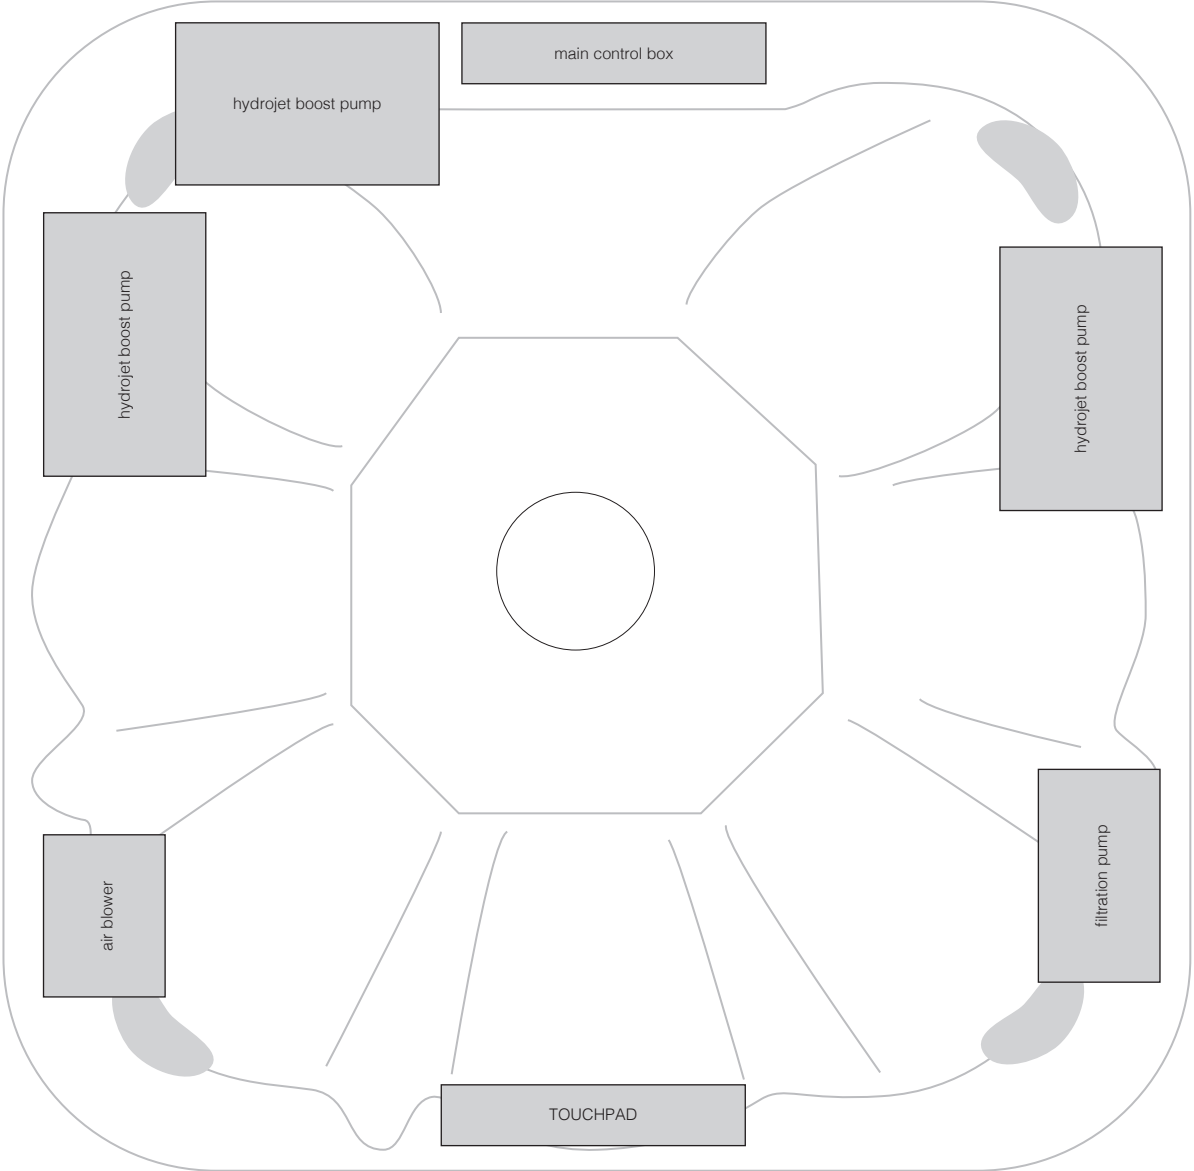 main control box
hydrojet boost pump
hydrojet boost pump
hydrojet boost pump
filtration pump
air blower
TOUCHPAD